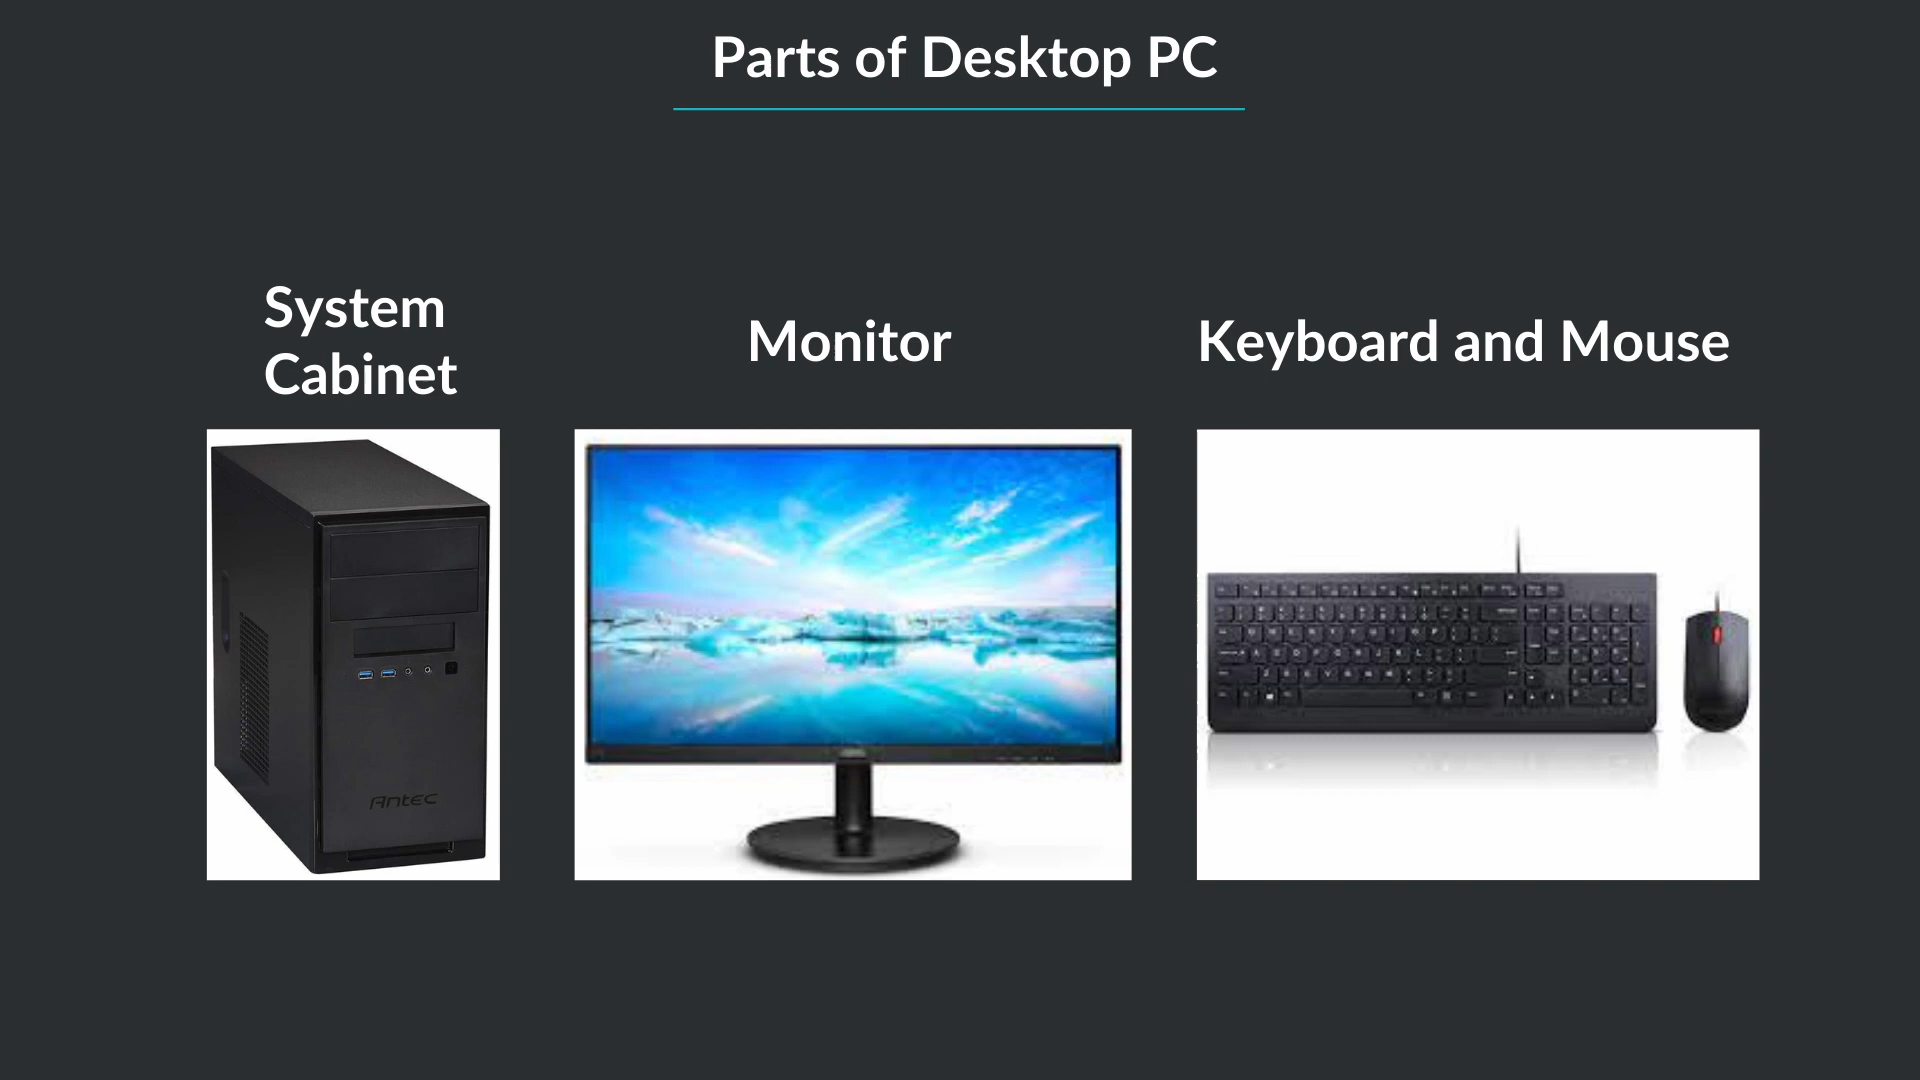 Parts of Desktop PC
System
Cabinet
Monitor
Keyboard and Mouse
Antec